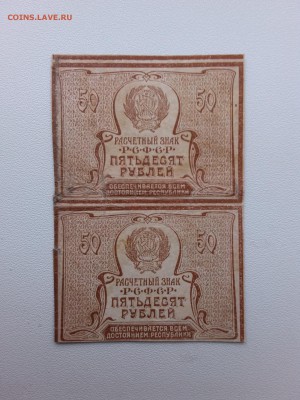 COINS.LAVE.RU
50 50
РАСЧЕТНЫЙ ЗНАК
Р·С·Ф·С·Р
ПЯТЬДЕСЯТ
РУБЛЕЙ
ОБЕСПЕЧИВАЕТСЯ ВСЕМ
ДОСТОЯНИЕМ РЕСПУБЛИКИ
50 50
РАСЧЕТНЫЙ ЗНАК
Р·С·Ф·С·Р
ПЯТЬДЕСЯТ
РУБЛЕЙ
ОБЕСПЕЧИВАЕТСЯ ВСЕМ
ДОСТОЯНИЕМ РЕСПУБЛИКИ